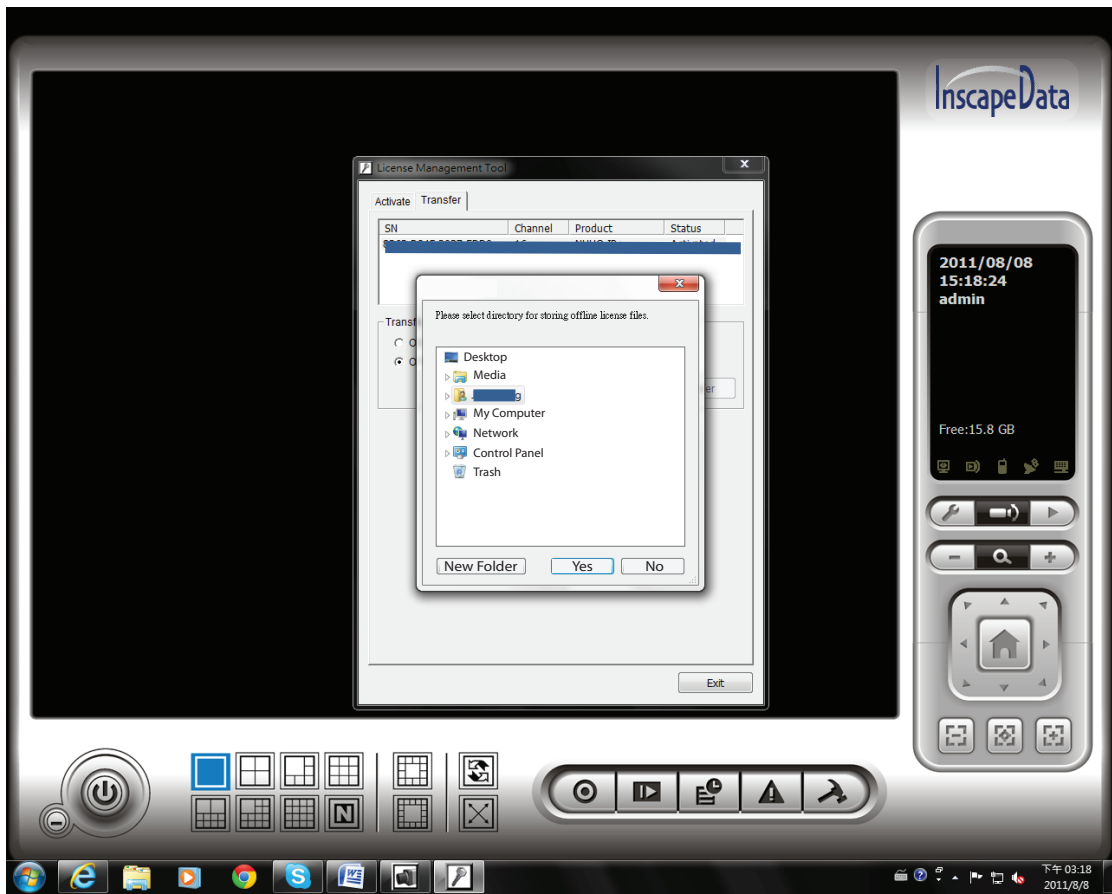 InscapeData
License Management Tool
x
Activate Transfer
SN Channel Product Status
Please select directory for storing offline license files.
Transf
Desktop
Media
g
My Computer
Network
Control Panel
Trash
er
New Folder Yes No
Exit
2011/08/08
15:18:24
admin
Free:15.8 GB
N
下午 03:18
2011/8/8